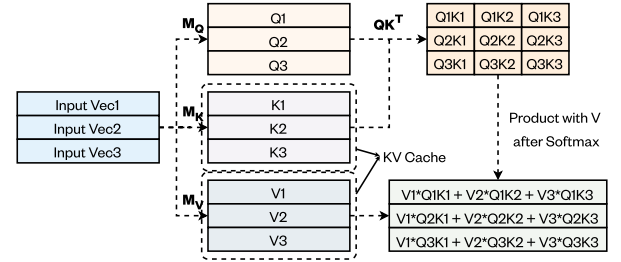 M_Q
Q1
Q2
Q3
QK^T
Q1K1 Q1K2 Q1K3
Q2K1 Q2K2 Q2K3
Q3K1 Q3K2 Q3K3
Input Vec1
Input Vec2
Input Vec3
M_K
K1
K2
K3
KV Cache
Product with V
after Softmax
M_V
V1
V2
V3
V1*Q1K1 + V2*Q1K2 + V3*Q1K3
V1*Q2K1 + V2*Q2K2 + V3*Q2K3
V1*Q3K1 + V2*Q3K2 + V3*Q3K3